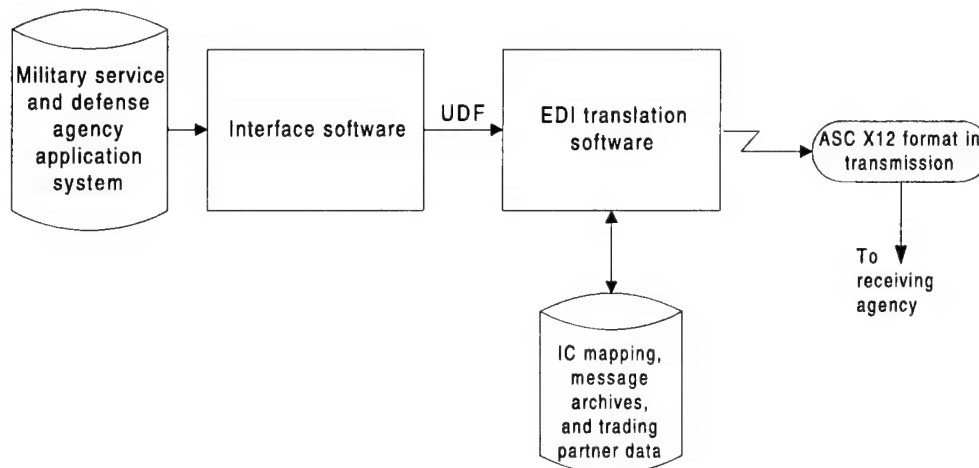 Military service
and defense
agency
application
system
Interface software
UDF
EDI translation
software
ASC X12 format in
transmission
To
receiving
agency
IC mapping,
message
archives,
and trading
partner data